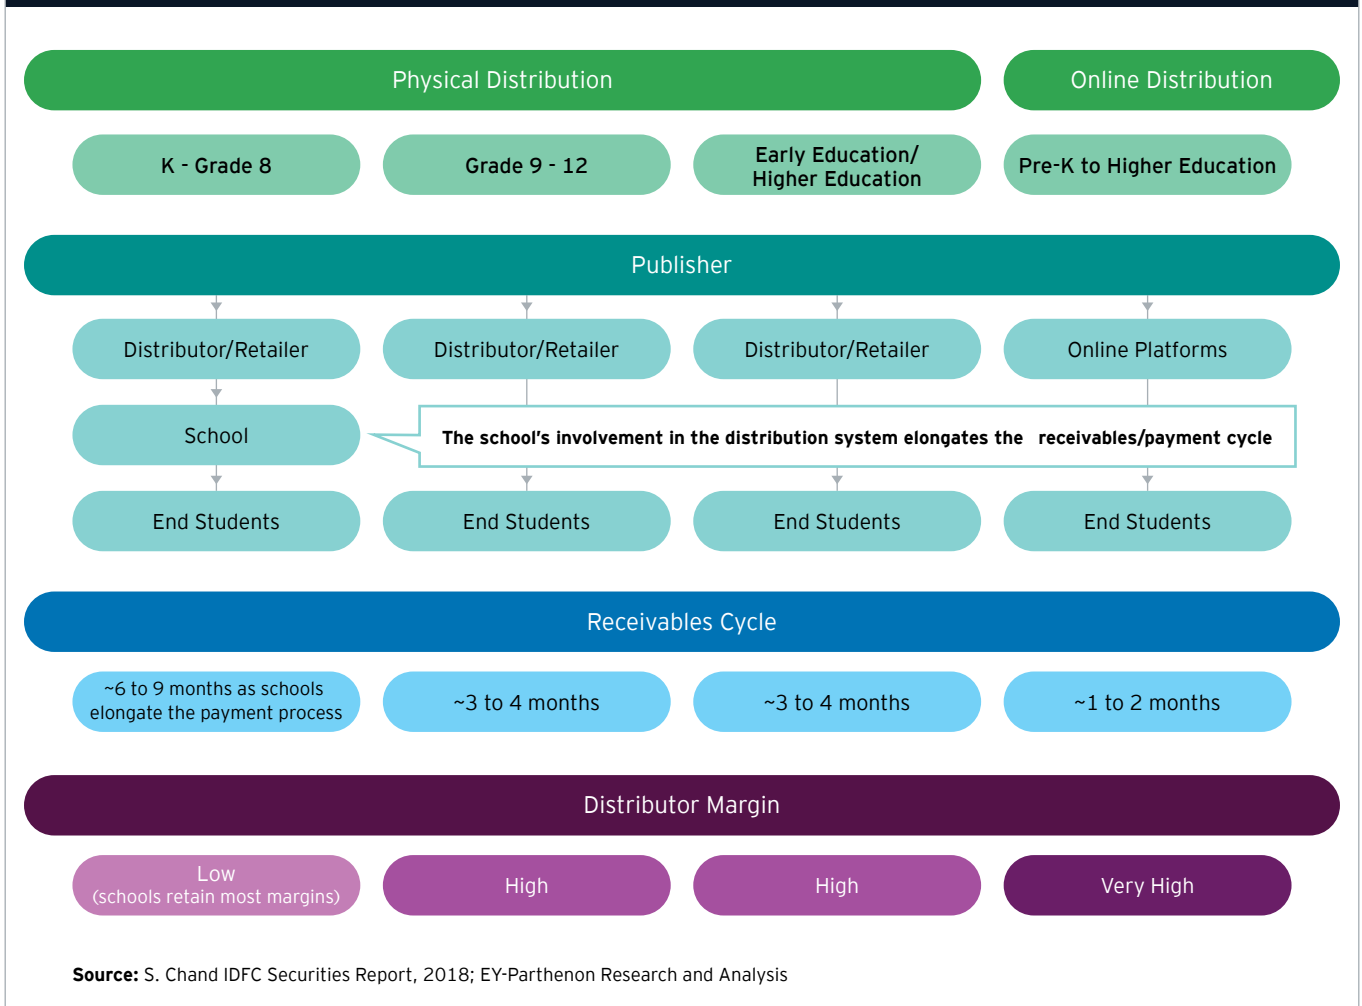 Physical Distribution
Online Distribution
K - Grade 8
Grade 9 - 12
Early Education/
Higher Education
Pre-K to Higher Education
Publisher
Distributor/Retailer
Distributor/Retailer
Distributor/Retailer
Online Platforms
School
The school's involvement in the distribution system elongates the receivables/payment cycle
End Students
End Students
End Students
End Students
Receivables Cycle
~6 to 9 months as schools
elongate the payment process
~3 to 4 months
~3 to 4 months
~1 to 2 months
Distributor Margin
Low
(schools retain most margins)
High
High
Very High
Source: S. Chand IDFC Securities Report, 2018; EY-Parthenon Research and Analysis